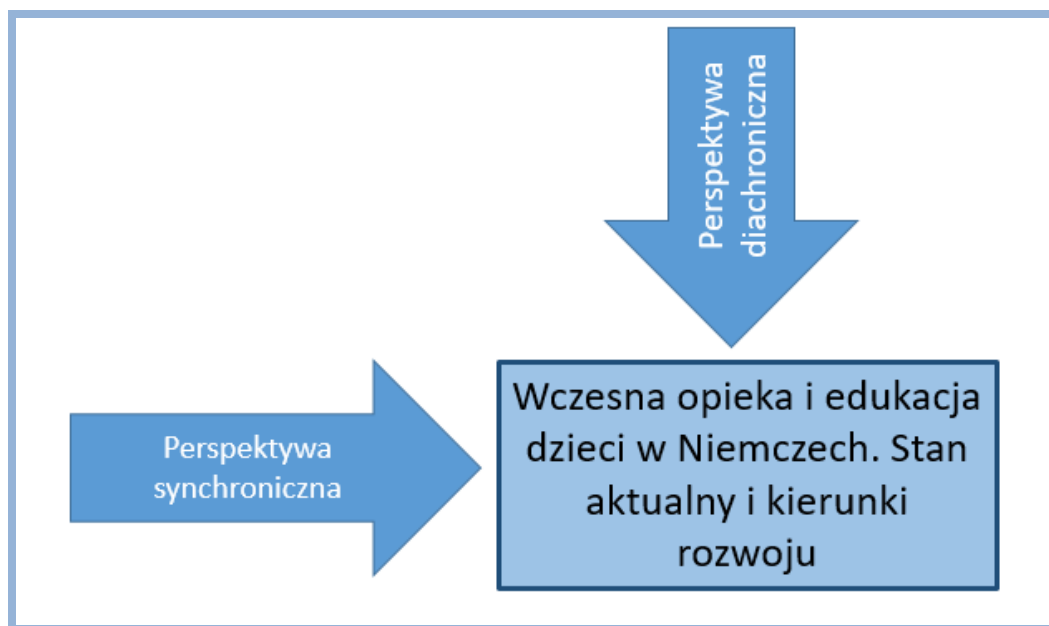 Perspektywa
diachroniczna
Perspektywa
synchroniczna
Wczesna opieka i edukacja
dzieci w Niemczech. Stan
aktualny i kierunki
rozwoju